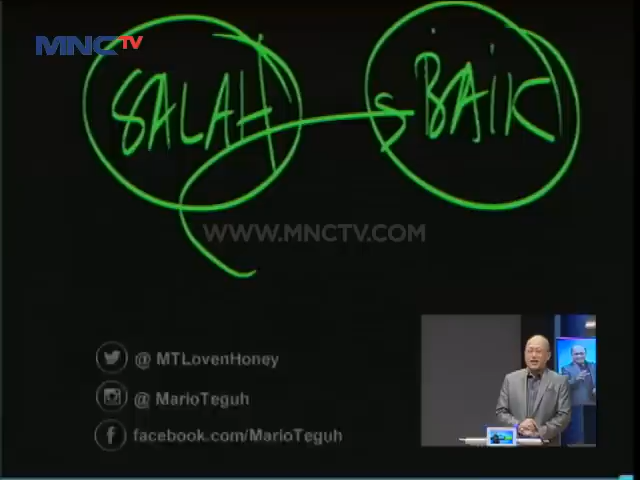 MNCTV
SALAH
S BAIK
WWW.MNCTV.COM
@ MTLovenHoney
@ MarioTeguh
facebook.com/MarioTeguh